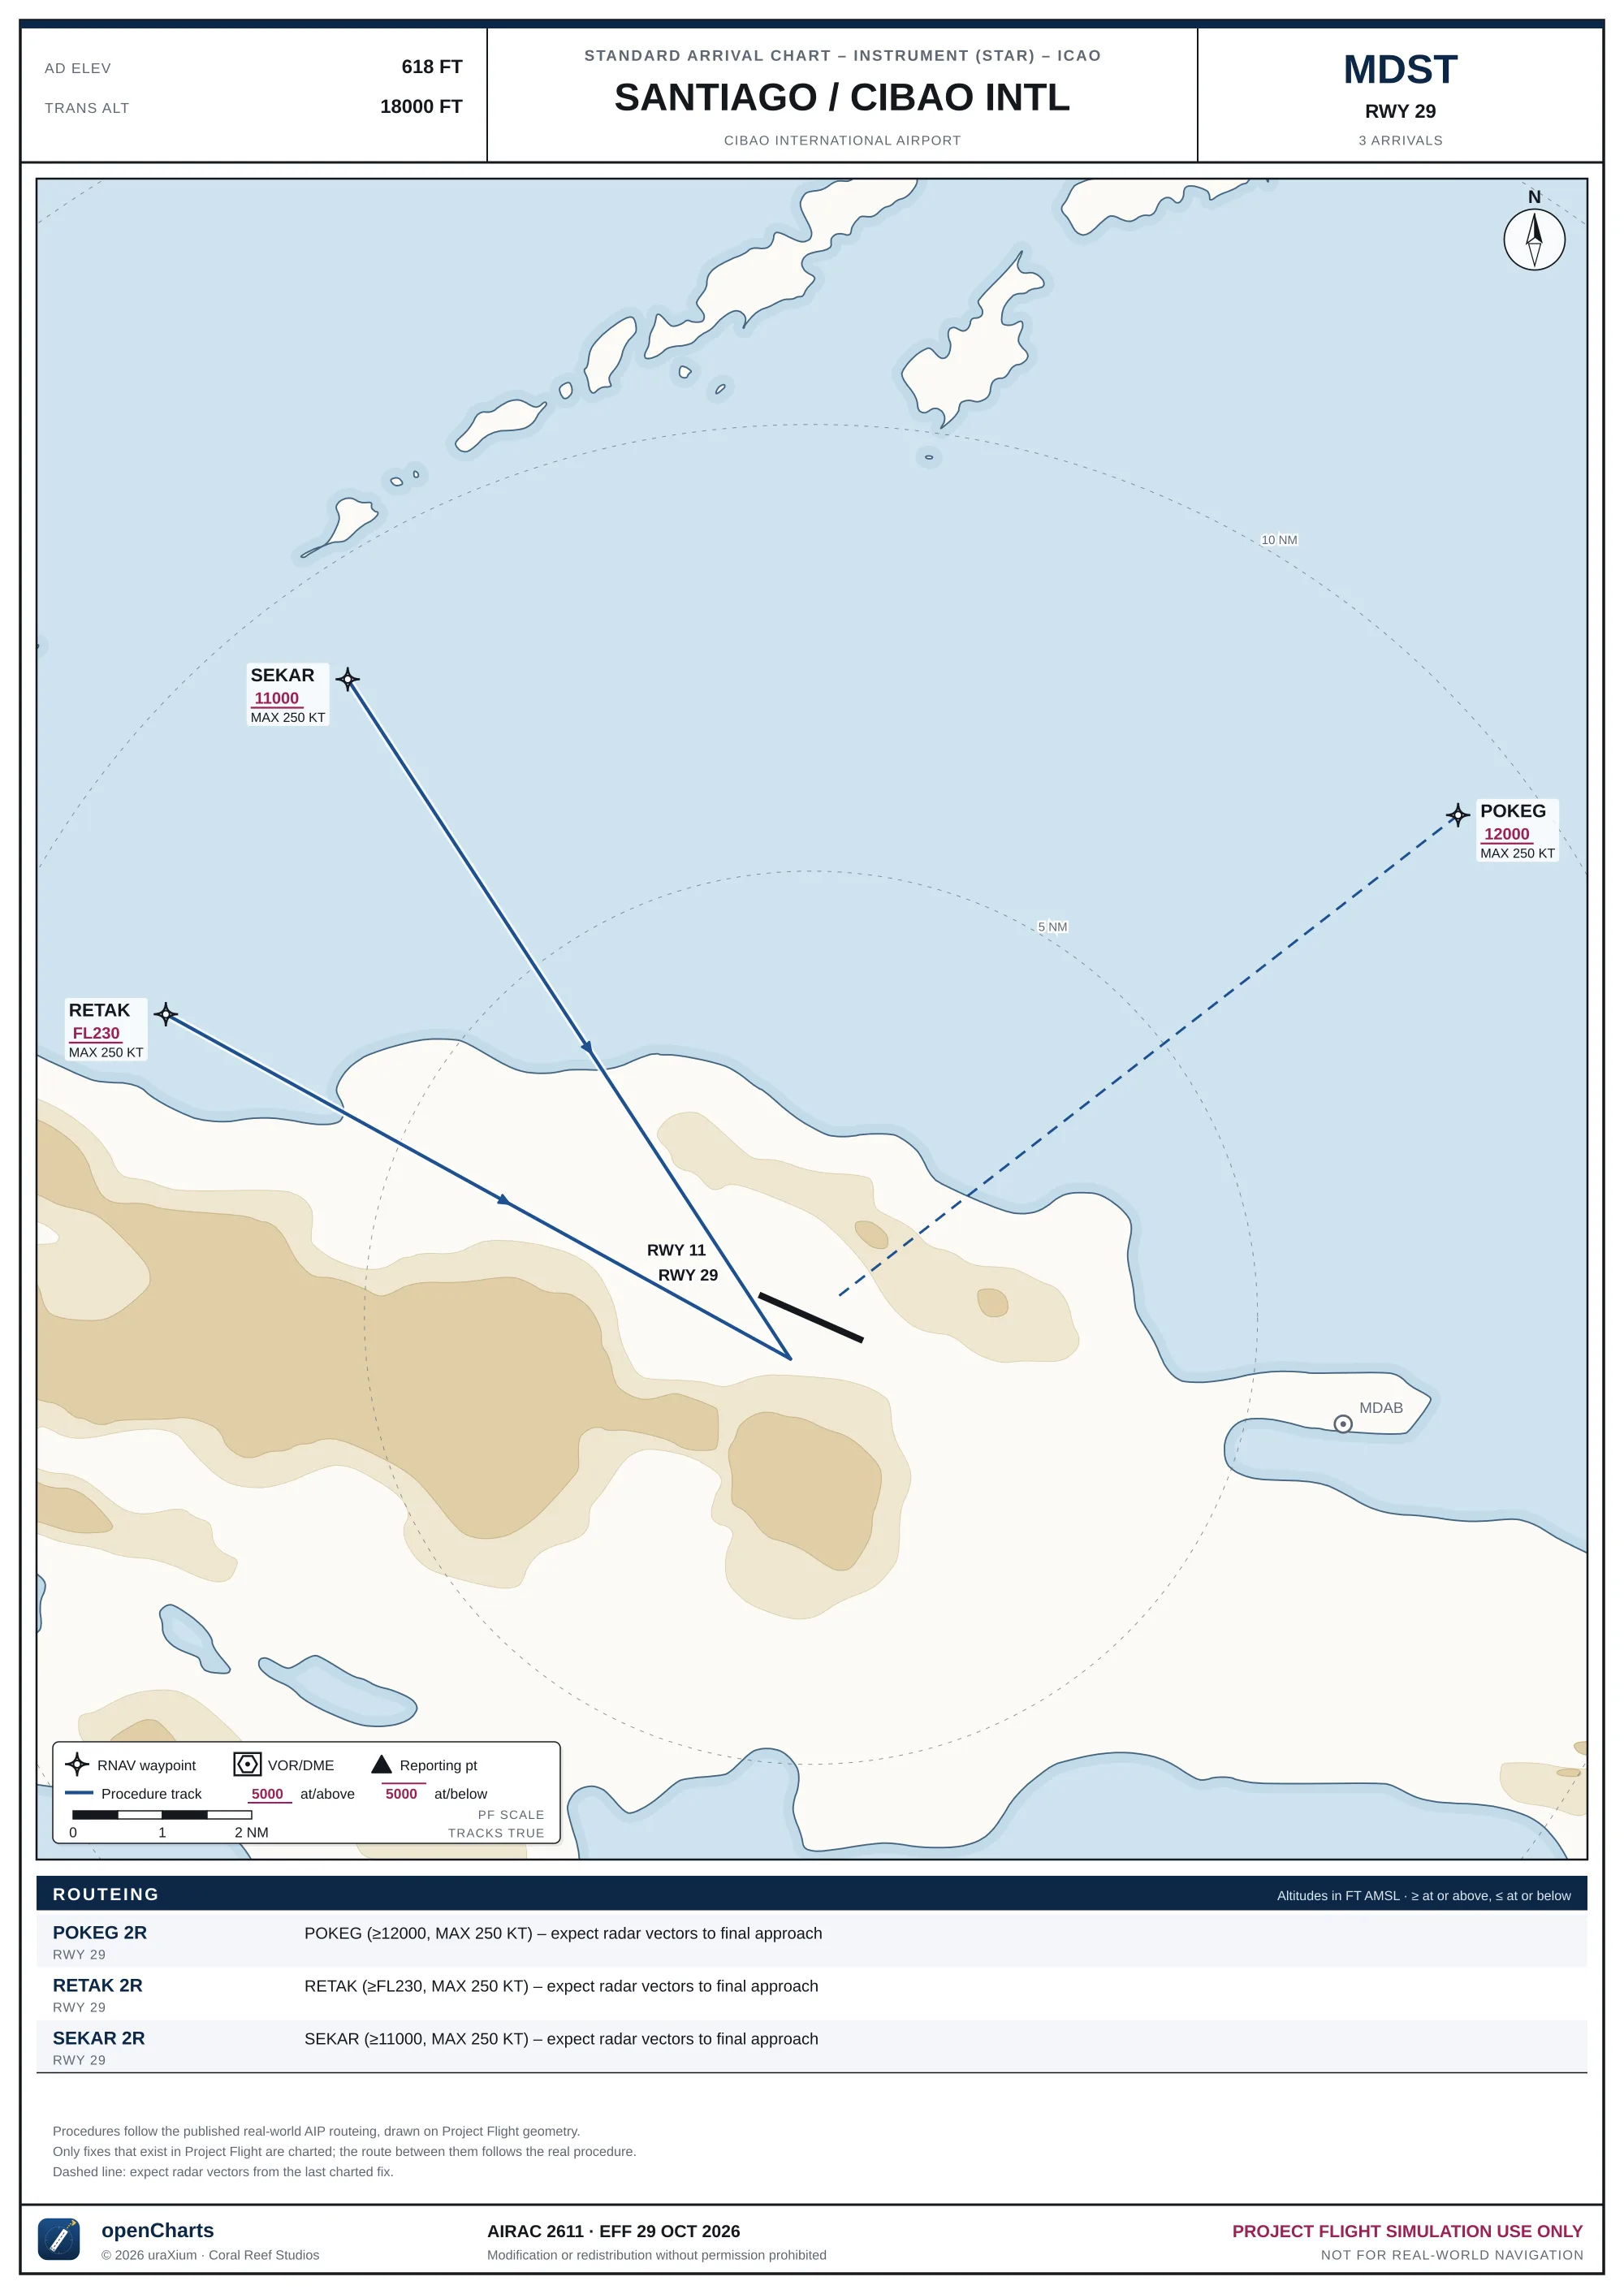 AD ELEV 618 FT
TRANS ALT 18000 FT
STANDARD ARRIVAL CHART – INSTRUMENT (STAR) – ICAO
SANTIAGO / CIBAO INTL
CIBAO INTERNATIONAL AIRPORT
MDST
RWY 29
3 ARRIVALS
N
10 NM
SEKAR
11000
MAX 250 KT
POKEG
12000
MAX 250 KT
5 NM
RETAK
FL230
MAX 250 KT
RWY 11
RWY 29
MDAB
RNAV waypoint VOR/DME Reporting pt
Procedure track 5000 at/above 5000 at/below
PF SCALE
0 1 2 NM TRACKS TRUE
ROUTEING Altitudes in FT AMSL · ≥ at or above, ≤ at or below
POKEG 2R POKEG (≥12000, MAX 250 KT) – expect radar vectors to final approach
RWY 29
RETAK 2R RETAK (≥FL230, MAX 250 KT) – expect radar vectors to final approach
RWY 29
SEKAR 2R SEKAR (≥11000, MAX 250 KT) – expect radar vectors to final approach
RWY 29
Procedures follow the published real-world AIP routeing, drawn on Project Flight geometry.
Only fixes that exist in Project Flight are charted; the route between them follows the real procedure.
Dashed line: expect radar vectors from the last charted fix.
openCharts
© 2026 uraXium · Coral Reef Studios
AIRAC 2611 · EFF 29 OCT 2026
Modification or redistribution without permission prohibited
PROJECT FLIGHT SIMULATION USE ONLY
NOT FOR REAL-WORLD NAVIGATION